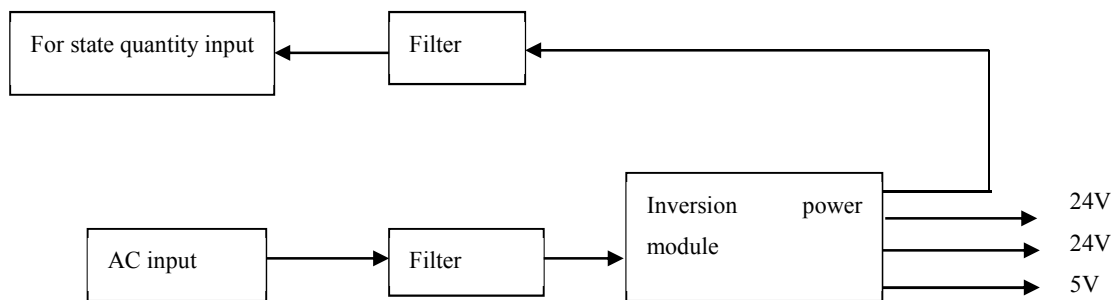 For state quantity input
Filter
Inversion power
module
24V
24V
5V
AC input
Filter